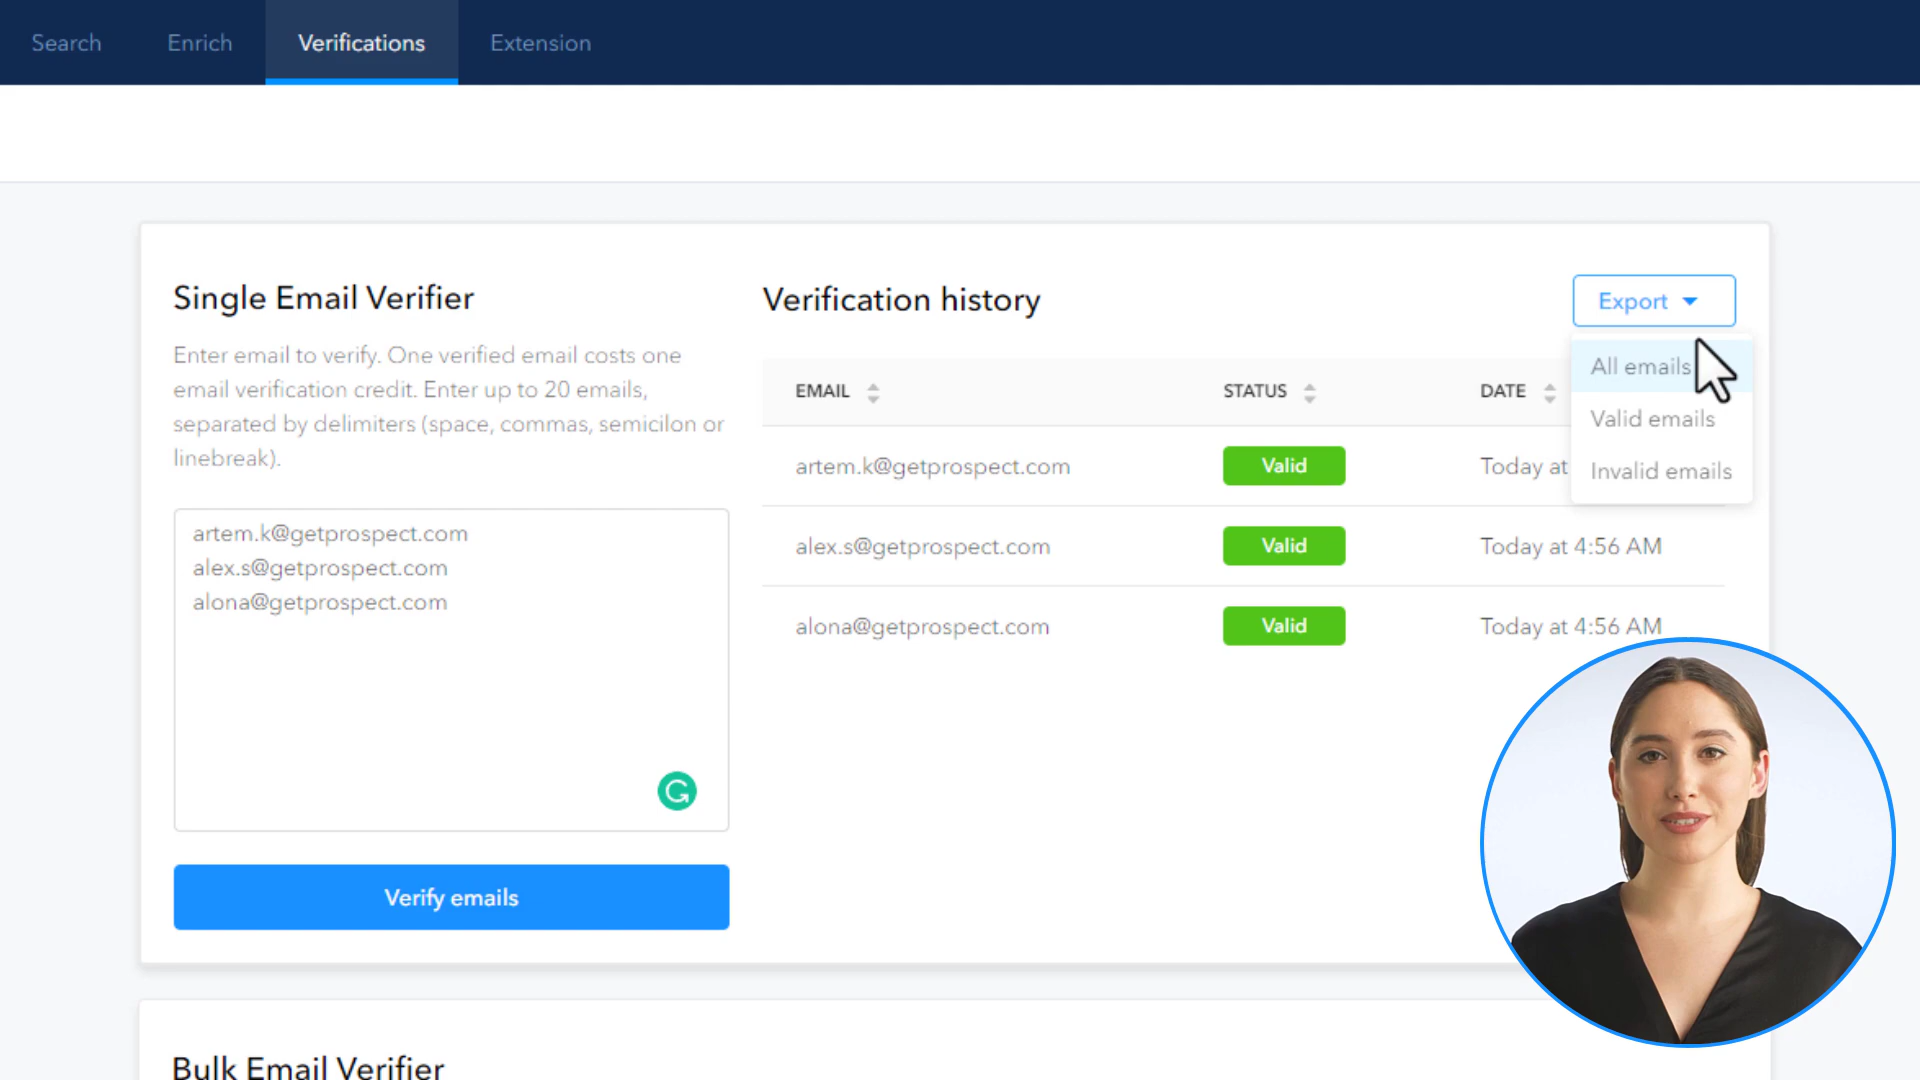 Search Enrich Verifications Extension
Single Email Verifier
Enter email to verify. One verified email costs one
email verification credit. Enter up to 20 emails,
separated by delimiters (space, commas, semicilon or
linebreak).
artem.k@getprospect.com
alex.s@getprospect.com
alona@getprospect.com
Verify emails
Verification history
Export
All emails
Valid emails
Invalid emails
EMAIL STATUS DATE
artem.k@getprospect.com Valid Today at
alex.s@getprospect.com Valid Today at 4:56 AM
alona@getprospect.com Valid Today at 4:56 AM
Bulk Email Verifier